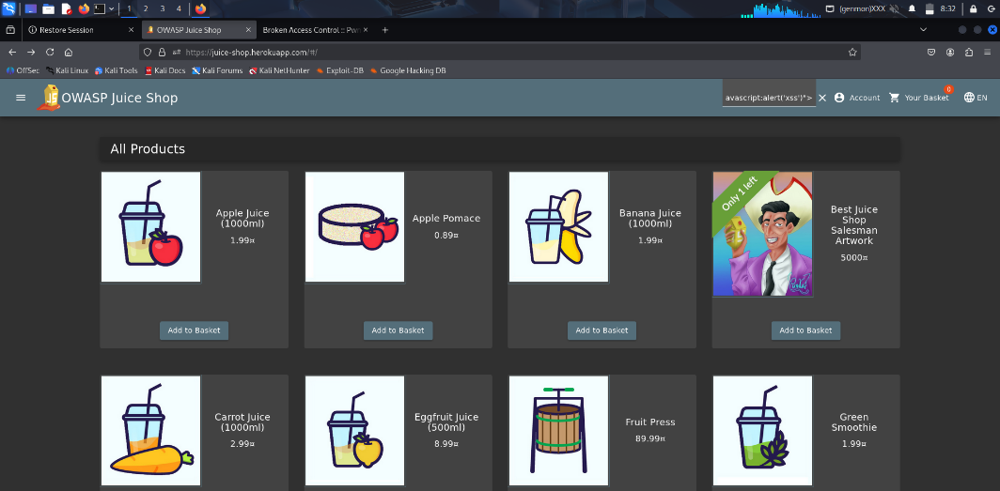 1 2 3 4 (genmon)XXX 8:32
Restore Session
OWASP Juice Shop
Broken Access Control :: Pw
https://juice-shop.herokuapp.com/#/
OffSec Kali Linux Kali Tools Kali Docs Kali Forums Kali NetHunter Exploit-DB Google Hacking DB
JS OWASP Juice Shop avascript:alert('xss')"> Account Your Basket 0 EN
All Products
Apple Juice
(1000ml)
1.99¤
Add to Basket
Apple Pomace
0.89¤
Add to Basket
Banana Juice
(1000ml)
1.99¤
Add to Basket
Only 1 left
Best Juice
Shop
Salesman
Artwork
5000¤
Add to Basket
Carrot Juice
(1000ml)
2.99¤
Eggfruit Juice
(500ml)
8.99¤
Fruit Press
89.99¤
Green
Smoothie
1.99¤